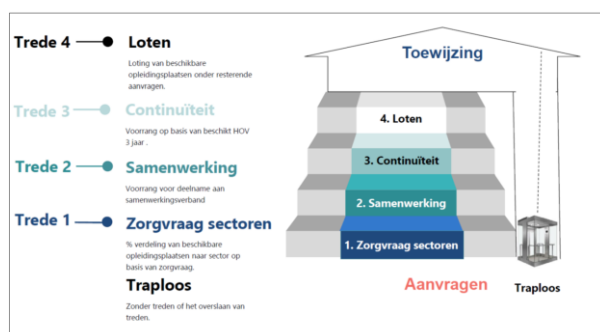 Trede 4
Loten
Loting van beschikbare
opleidingsplaatsen onder resterende
aanvragen.
Trede 3
Continuïteit
Voorrang op basis van beschikt HOV
3 jaar .
Trede 2
Samenwerking
Voorrang voor deelname aan
samenwerkingsverband
Trede 1
Zorgvraag sectoren
% verdeling van beschikbare
opleidingsplaatsen naar sector op
basis van zorgvraag.
Traploos
Zonder treden of het overslaan van
treden.
Toewijzing
4. Loten
3. Continuïteit
2. Samenwerking
1. Zorgvraag sectoren
Aanvragen
Traploos